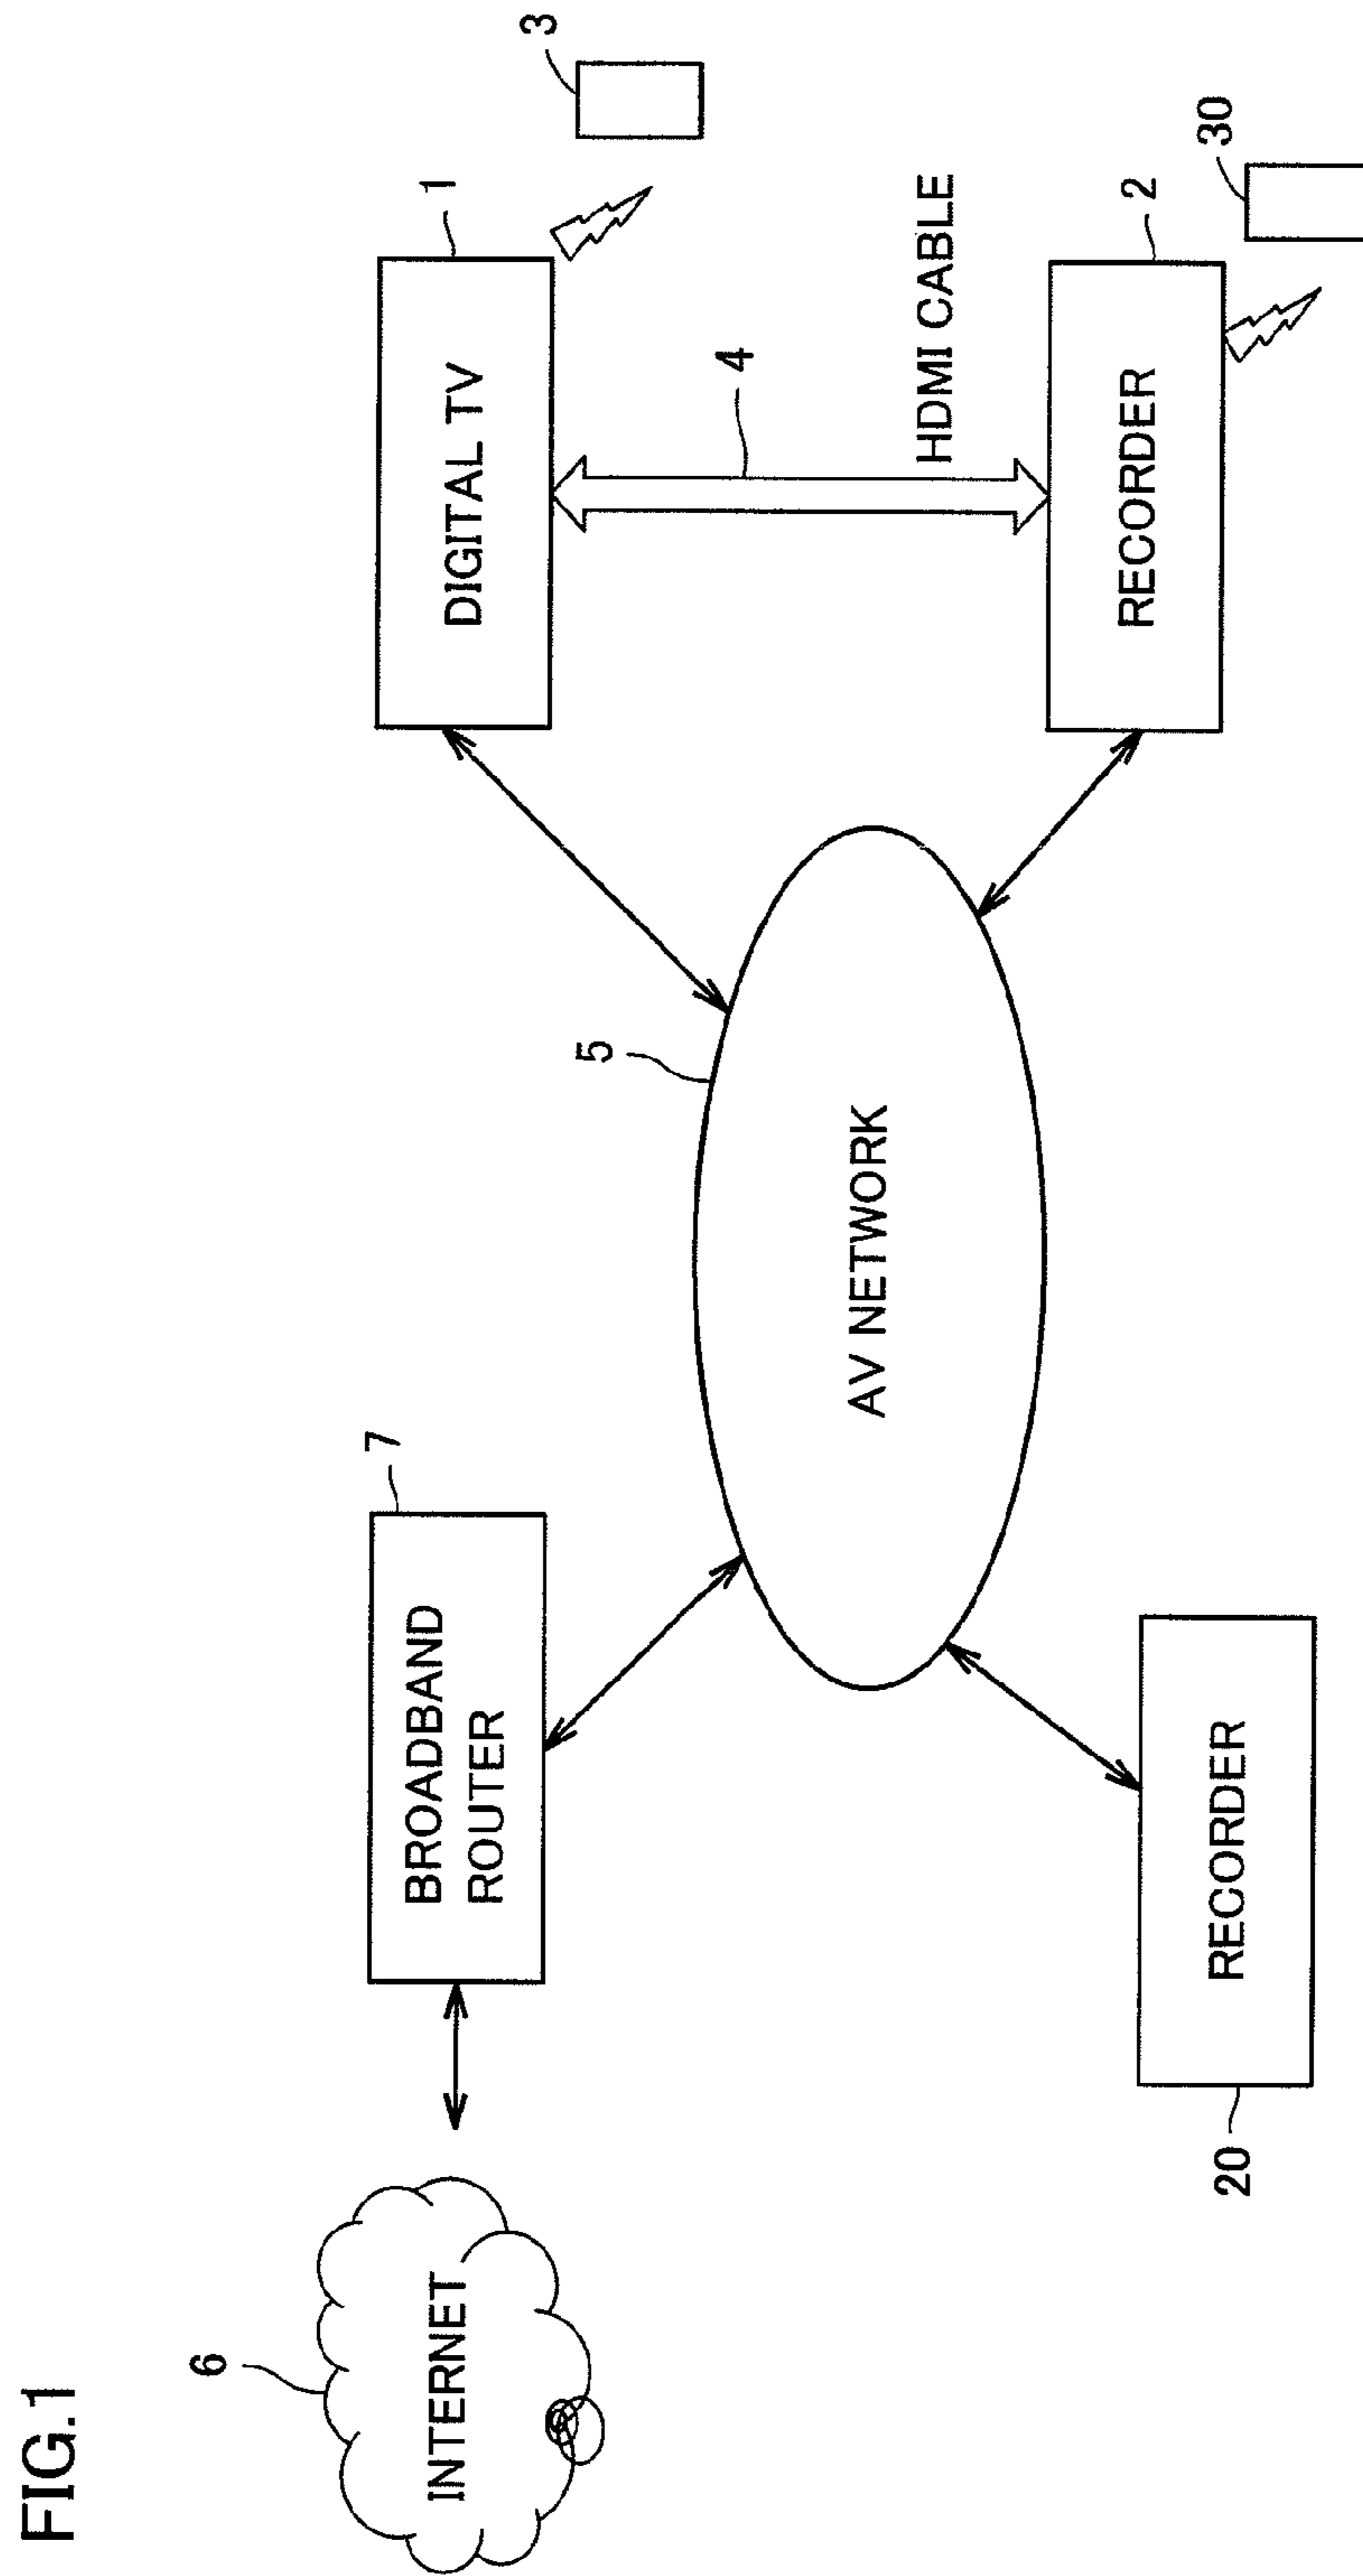 FIG.1
6
INTERNET
7
BROADBAND
ROUTER
5
AV NETWORK
1
DIGITAL TV
3
4
HDMI CABLE
20
RECORDER
2
RECORDER
30